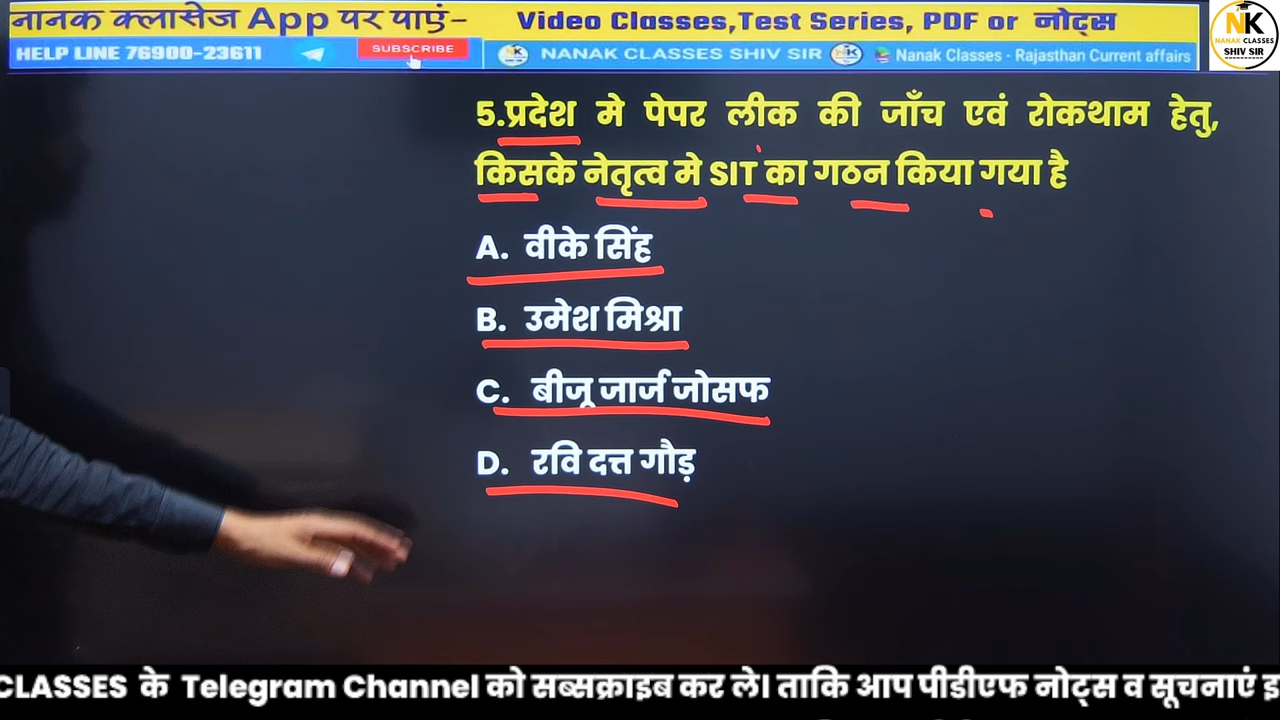 नानक क्लासेज App पर पाएं- Video Classes,Test Series, PDF or नोट्स
HELP LINE 76900-23611 SUBSCRIBE NANAK CLASSES SHIV SIR Nanak Classes - Rajasthan Current affairs
NK
NANAK CLASSES
SHIV SIR
5.प्रदेश मे पेपर लीक की जाँच एवं रोकथाम हेतु,
किसके नेतृत्व मे SIT का गठन किया गया है
A. वीके सिंह
B. उमेश मिश्रा
C. बीजू जार्ज जोसफ
D. रवि दत्त गौड़
CLASSES के Telegram Channel को सब्सक्राइब कर ले। ताकि आप पीडीएफ नोट्स व सूचनाएं